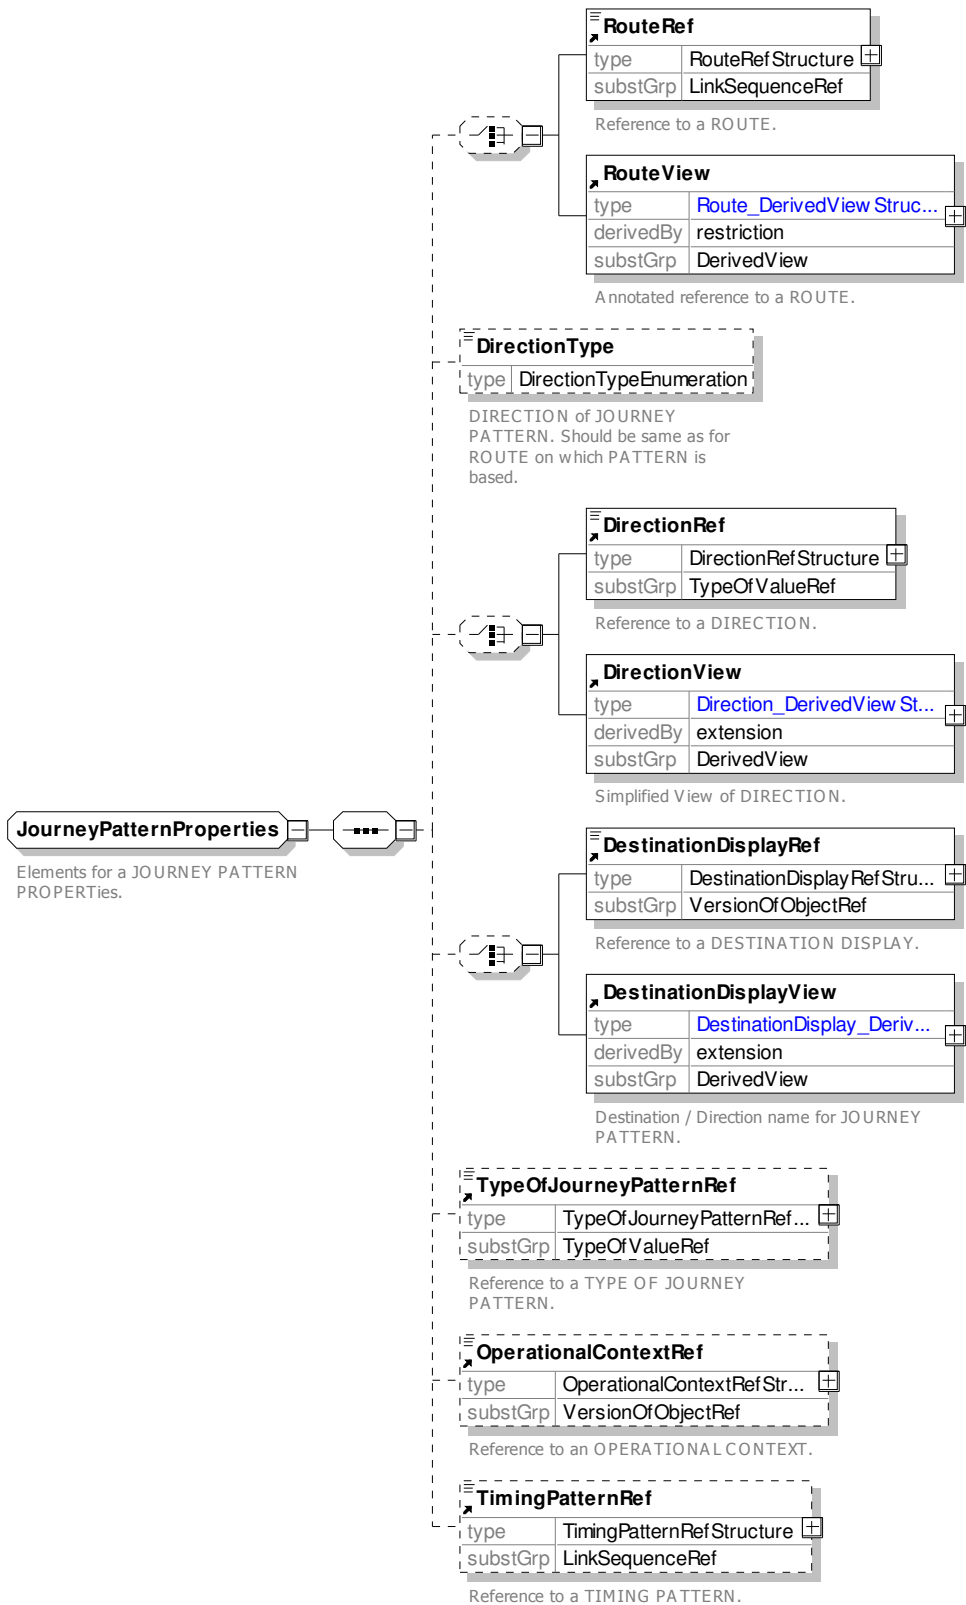 RouteRef
type RouteRefStructure
substGrp LinkSequenceRef
Reference to a ROUTE.
RouteView
type Route_DerivedViewStruc...
derivedBy restriction
substGrp DerivedView
Annotated reference to a ROUTE.
DirectionType
type DirectionTypeEnumeration
DIRECTION of JOURNEY
PATTERN. Should be same as for
ROUTE on which PATTERN is
based.
DirectionRef
type DirectionRefStructure
substGrp TypeOfValueRef
Reference to a DIRECTION.
DirectionView
type Direction_DerivedViewSt...
derivedBy extension
substGrp DerivedView
Simplified View of DIRECTION.
JourneyPatternProperties
Elements for a JOURNEY PATTERN
PROPERTies.
DestinationDisplayRef
type DestinationDisplayRefStru...
substGrp VersionOfObjectRef
Reference to a DESTINATION DISPLAY.
DestinationDisplayView
type DestinationDisplay_Deriv...
derivedBy extension
substGrp DerivedView
Destination / Direction name for JOURNEY
PATTERN.
TypeOfJourneyPatternRef
type TypeOfJourneyPatternRef...
substGrp TypeOfValueRef
Reference to a TYPE OF JOURNEY
PATTERN.
OperationalContextRef
type OperationalContextRefStr...
substGrp VersionOfObjectRef
Reference to an OPERATIONAL CONTEXT.
TimingPatternRef
type TimingPatternRefStructure
substGrp LinkSequenceRef
Reference to a TIMING PATTERN.